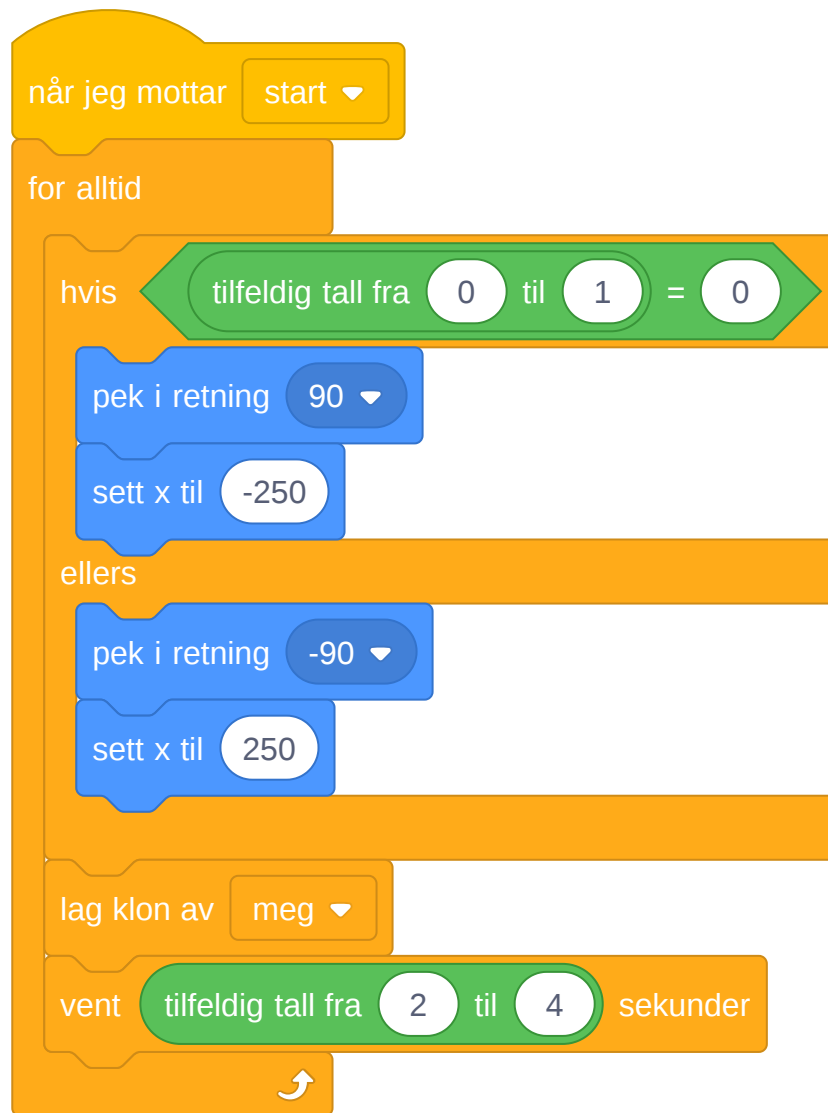 når jeg mottar start
for alltid
hvis tilfeldig tall fra 0 til 1 = 0
pek i retning 90
sett x til -250
ellers
pek i retning -90
sett x til 250
lag klon av meg
vent tilfeldig tall fra 2 til 4 sekunder